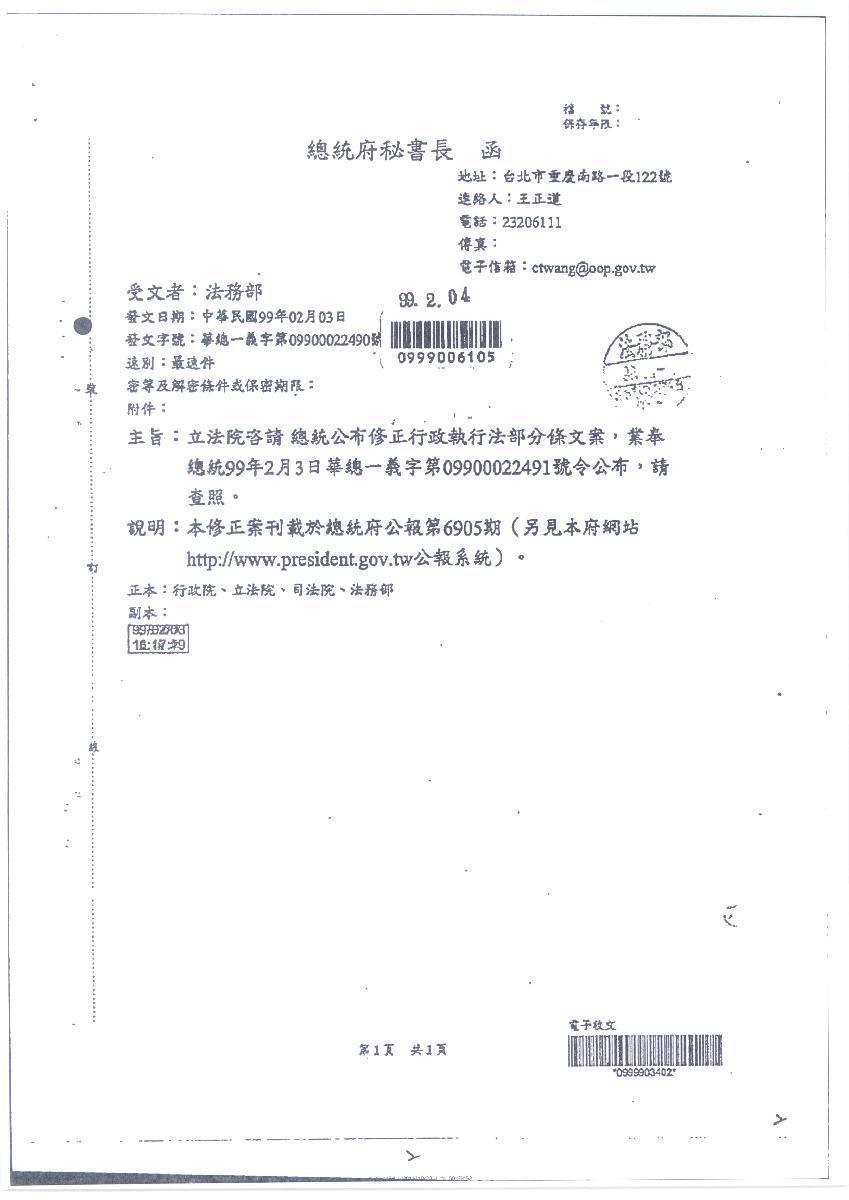 檔 號：
保存年限：
總統府秘書長 函
地址：台北市重慶南路一段122號
連絡人：王正道
電話：23206111
傳真：
電子信箱：ctwang@oop.gov.tw
受文者：法務部
99. 2. 04
發文日期：中華民國99年02月03日
發文字號：華總一義字第09900022490號
0999006105
法務部
速別：最速件
密等及解密條件或保密期限：
裝
附件：
主旨：立法院咨請 總統公布修正行政執行法部分條文案，業奉
總統99年2月3日華總一義字第09900022491號令公布，請
查照。
說明：本修正案刊載於總統府公報第6905期（另見本府網站
http://www.president.gov.tw公報系統）。
訂
正本：行政院、立法院、司法院、法務部
副本：
線
電子收文
第1頁 共1頁
*0999903402*